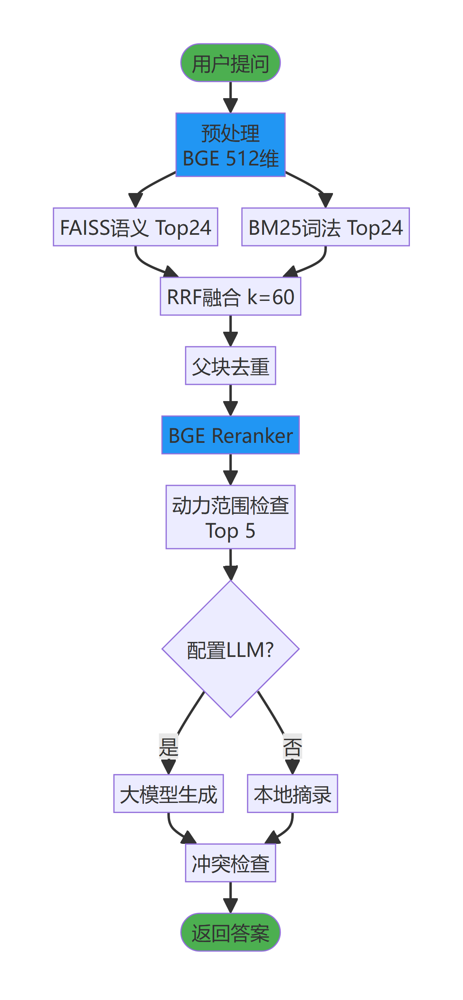 用户提问
预处理
BGE 512维
FAISS语义 Top24
BM25词法 Top24
RRF融合 k=60
父块去重
BGE Reranker
动力范围检查
Top 5
配置LLM?
是
否
大模型生成
本地摘录
冲突检查
返回答案